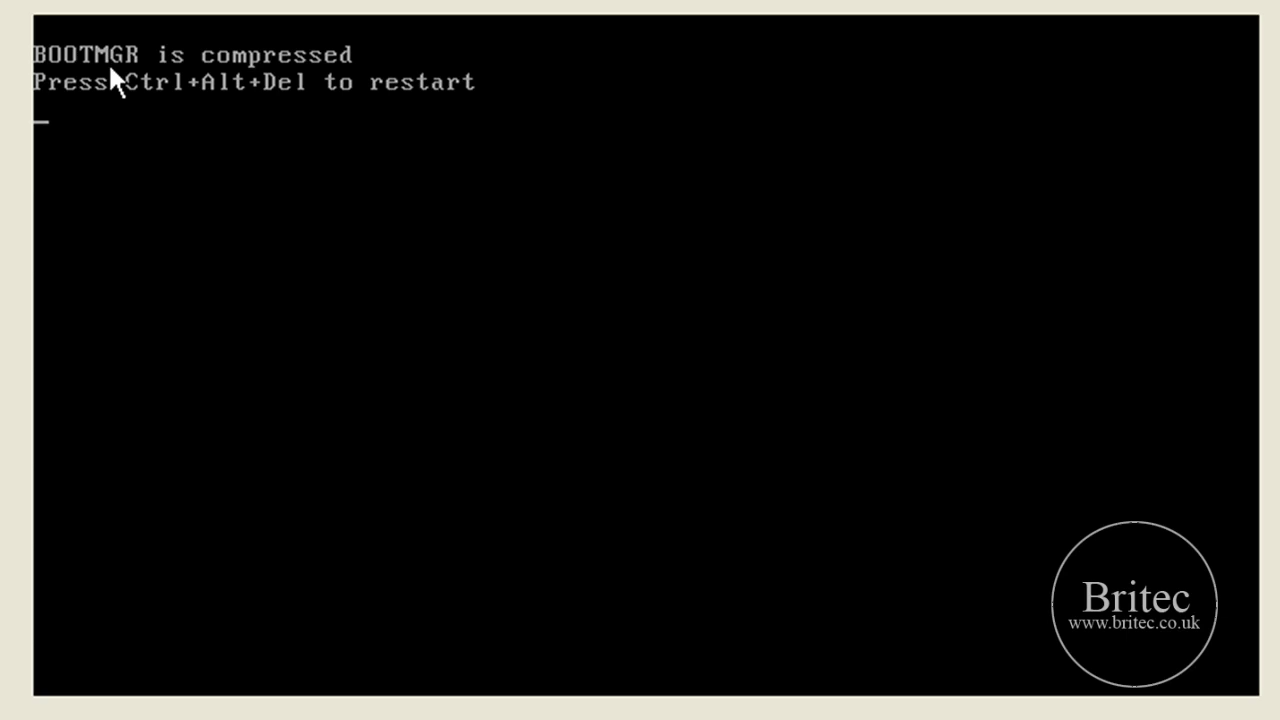 BOOTMGR is compressed
Press Ctrl+Alt+Del to restart
Britec
www.britec.co.uk